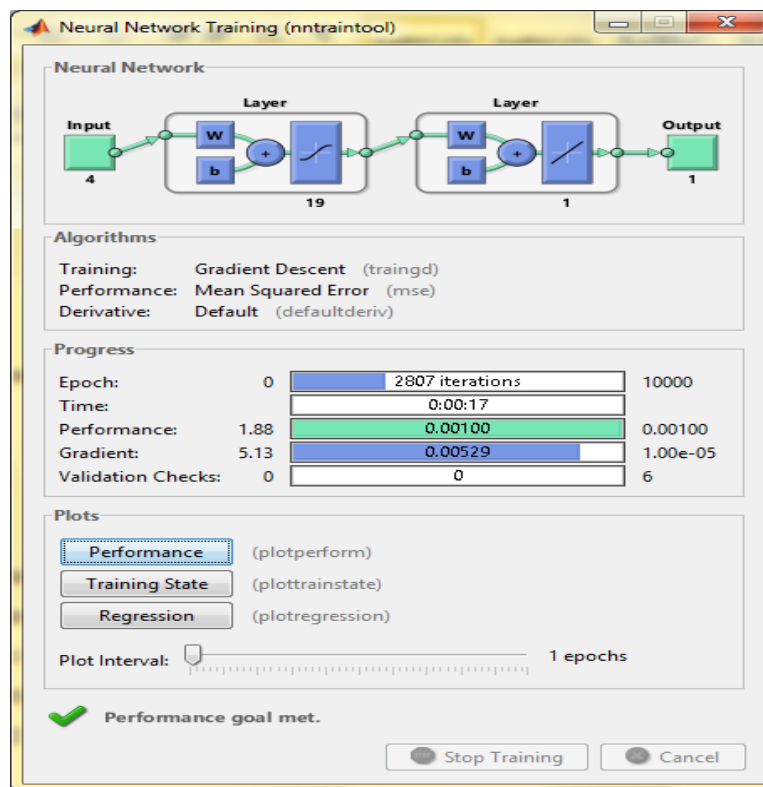 Neural Network Training (nntraintool)
Neural Network
Layer Layer
Input Output
W W
b + b +
4 19 1 1
Algorithms
Training: Gradient Descent (traingd)
Performance: Mean Squared Error (mse)
Derivative: Default (defaultderiv)
Progress
Epoch: 0 2807 iterations 10000
Time: 0:00:17
Performance: 1.88 0.00100 0.00100
Gradient: 5.13 0.00529 1.00e-05
Validation Checks: 0 0 6
Plots
Performance (plotperform)
Training State (plottrainstate)
Regression (plotregression)
Plot Interval: 1 epochs
Performance goal met.
Stop Training Cancel